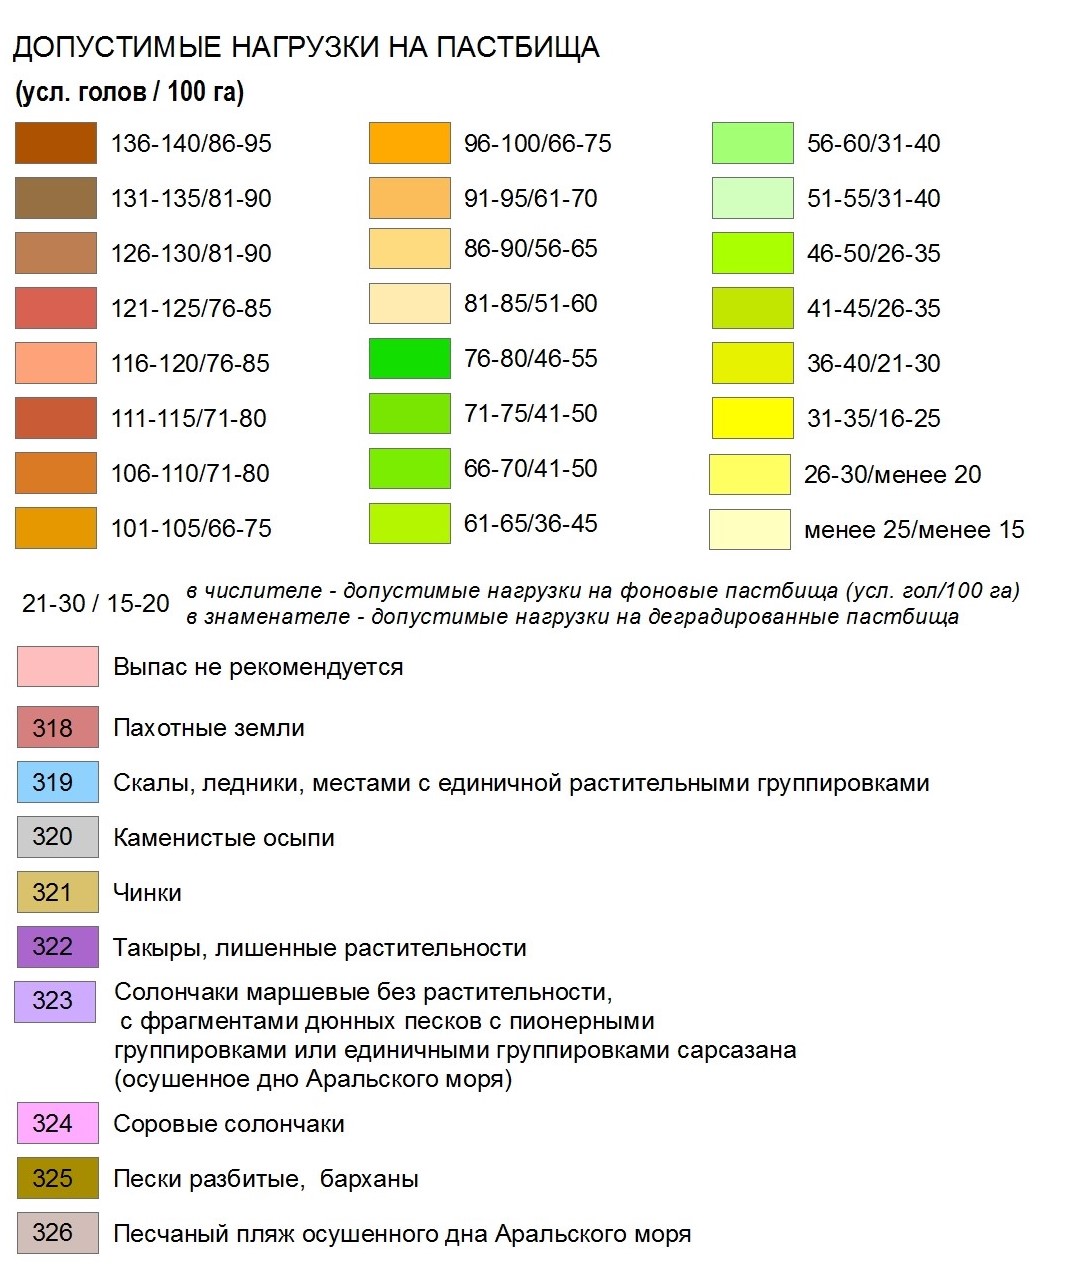 ДОПУСТИМЫЕ НАГРУЗКИ НА ПАСТБИЩА
(усл. голов / 100 га)
136-140/86-95
131-135/81-90
126-130/81-90
121-125/76-85
116-120/76-85
111-115/71-80
106-110/71-80
101-105/66-75
96-100/66-75
91-95/61-70
86-90/56-65
81-85/51-60
76-80/46-55
71-75/41-50
66-70/41-50
61-65/36-45
56-60/31-40
51-55/31-40
46-50/26-35
41-45/26-35
36-40/21-30
31-35/16-25
26-30/менее 20
менее 25/менее 15
21-30 / 15-20
в числителе - допустимые нагрузки на фоновые пастбища (усл. гол/100 га)
в знаменателе - допустимые нагрузки на деградированные пастбища
Выпас не рекомендуется
318 Пахотные земли
319 Скалы, ледники, местами с единичной растительными группировками
320 Каменистые осыпи
321 Чинки
322 Такыры, лишенные растительности
323 Солончаки маршевые без растительности,
с фрагментами дюнных песков с пионерными
группировками или единичными группировками сарсазана
(осушенное дно Аральского моря)
324 Соровые солончаки
325 Пески разбитые, барханы
326 Песчаный пляж осушенного дна Аральского моря